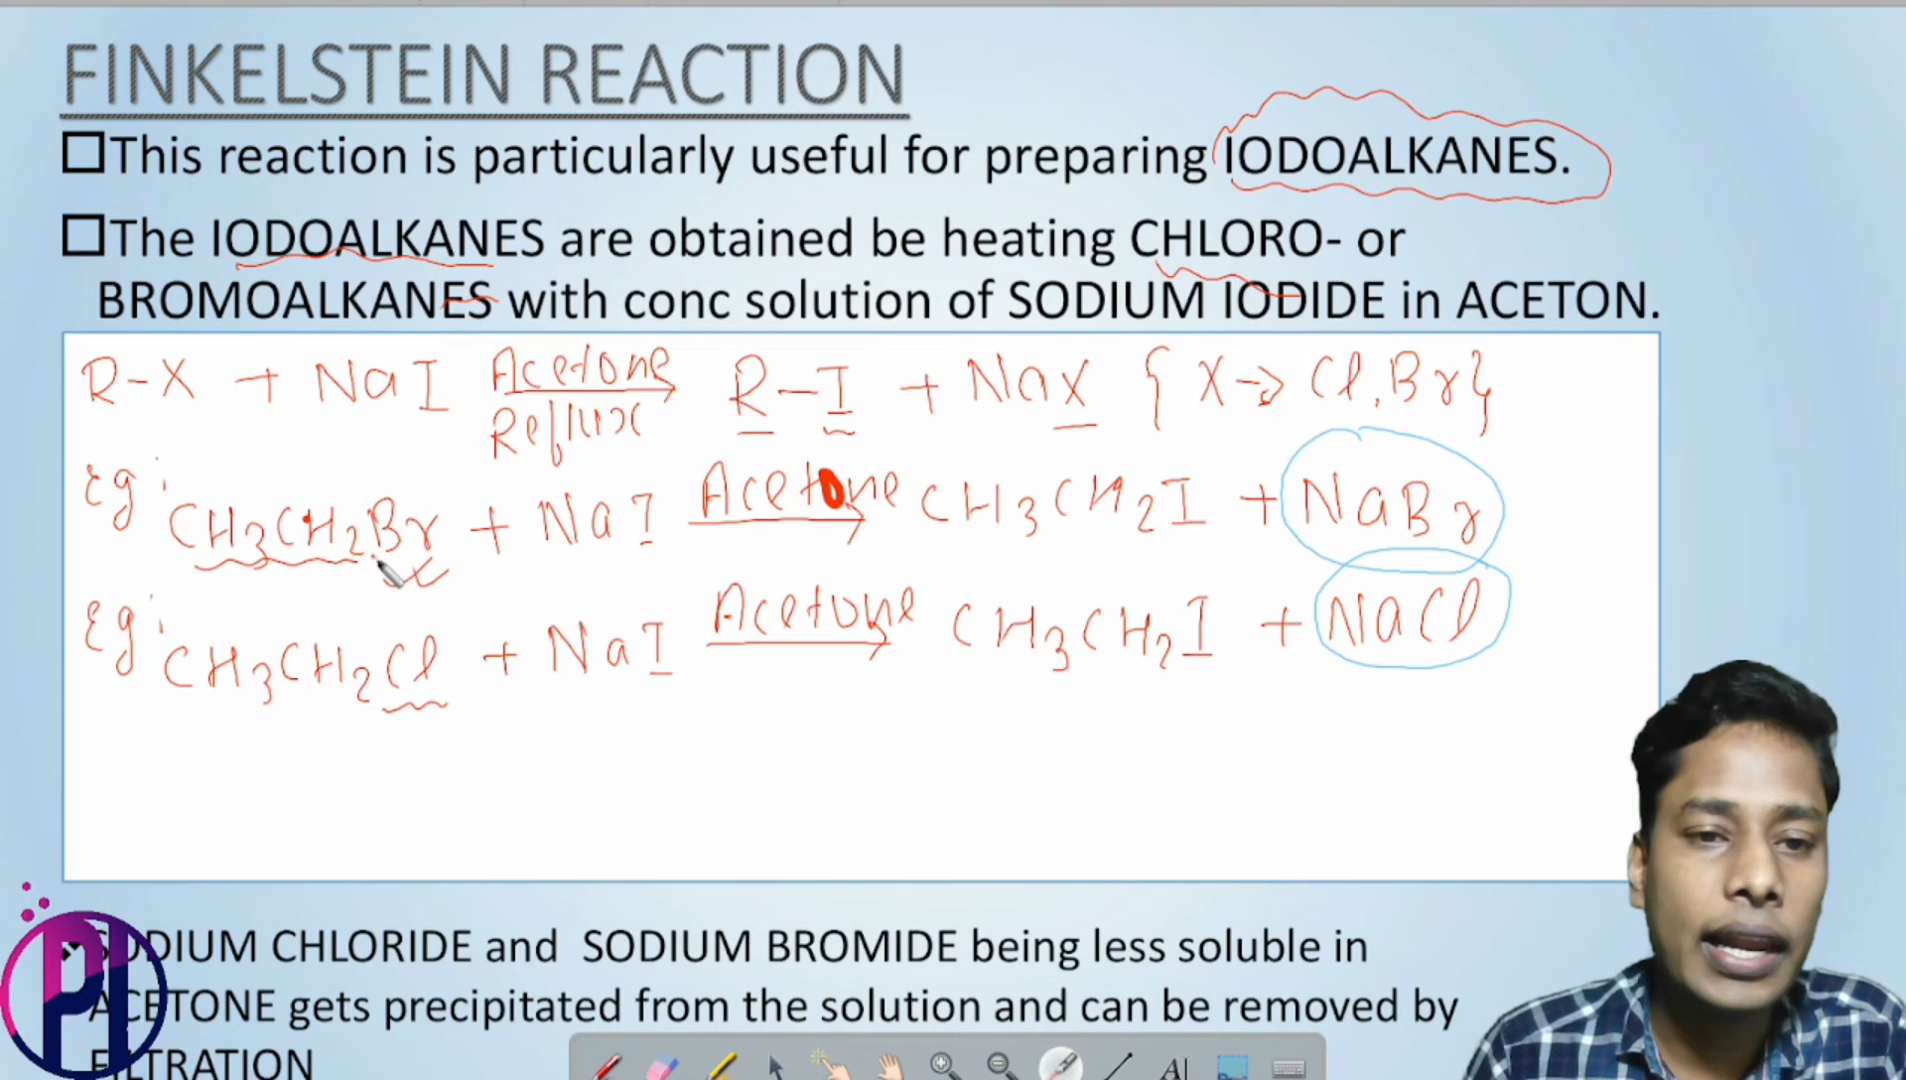 FINKELSTEIN REACTION
This reaction is particularly useful for preparing IODOALKANES.
The IODOALKANES are obtained be heating CHLORO- or
BROMOALKANES with conc solution of SODIUM IODIDE in ACETON.
R-X + NaI Acetone Reflux R-I + NaX { X→ Cl, Br}
Eg: CH3CH2Br + NaI Acetone CH3CH2I + NaBr
Eg: CH3CH2Cl + NaI Acetone CH3CH2I + NaCl
SODIUM CHLORIDE and SODIUM BROMIDE being less soluble in
ACETONE gets precipitated from the solution and can be removed by
FILTRATION